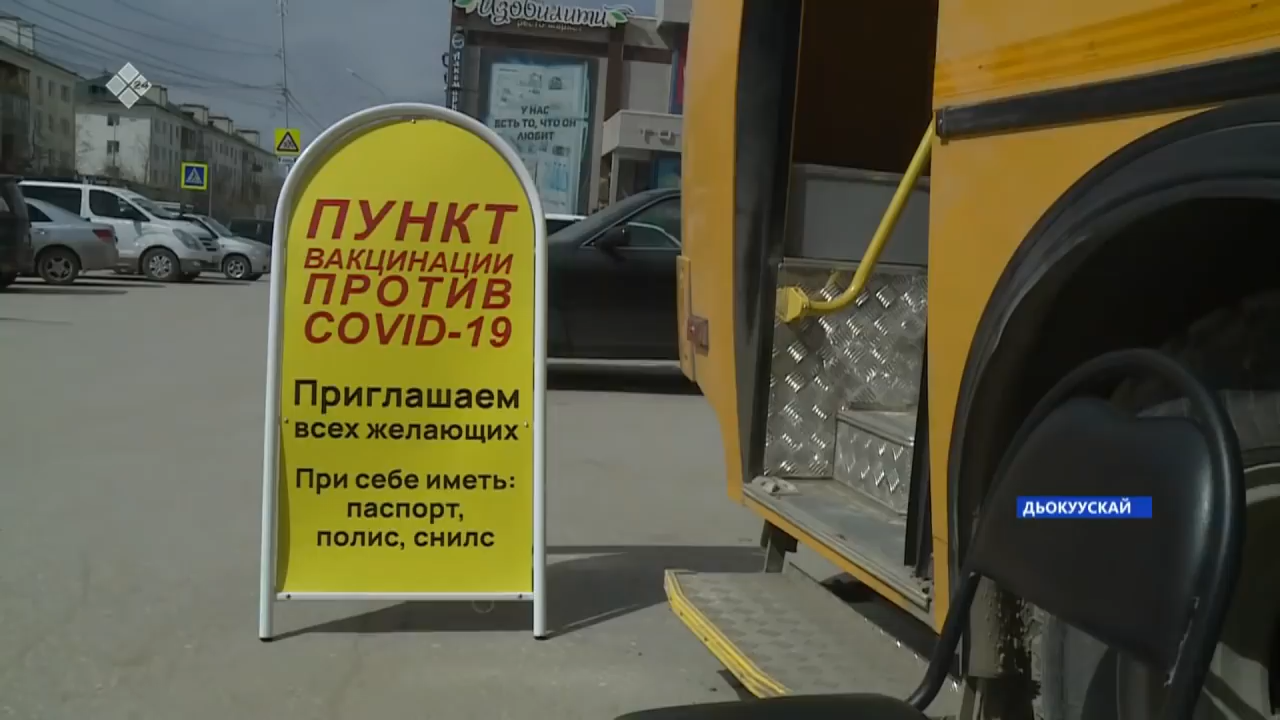 Изобилити
24
У НАС
ЕСТЬ ТО, ЧТО ОН
ЛЮБИТ
ПУНКТ
ВАКЦИНАЦИИ
ПРОТИВ
COVID-19
Приглашаем
всех желающих
При себе иметь:
паспорт,
полис, снилс
ДЬОКУУСКАЙ